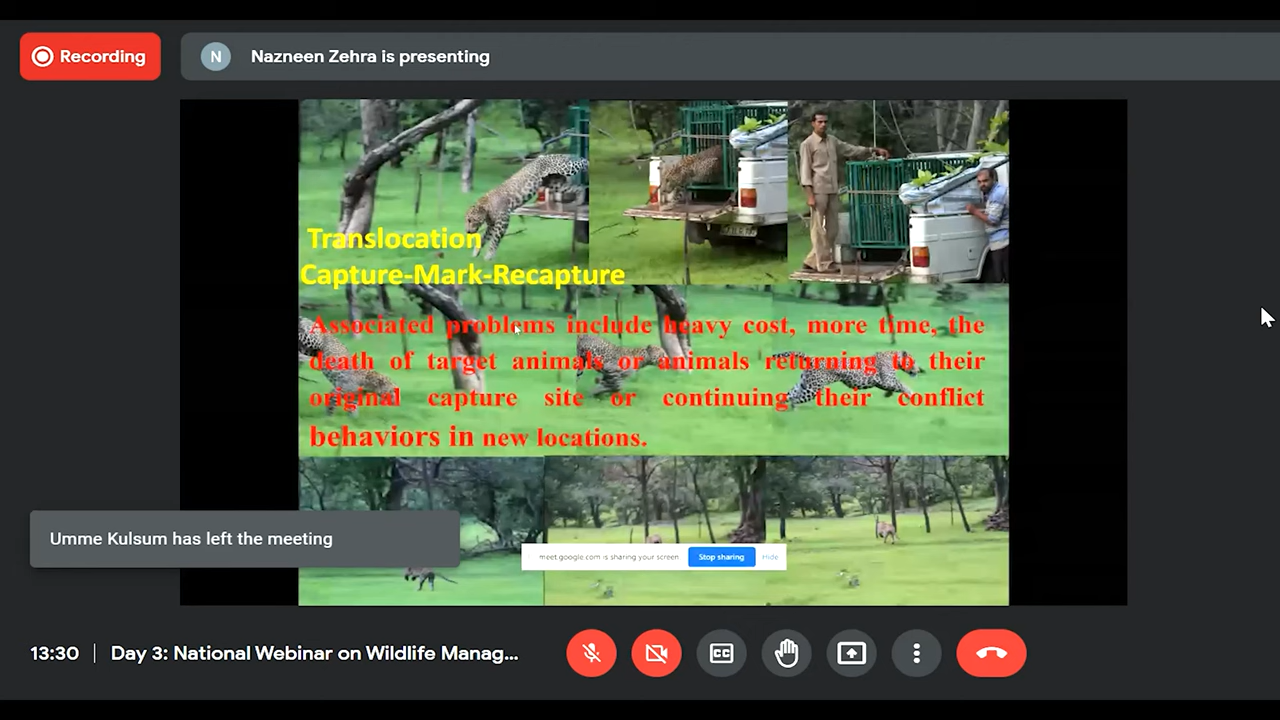 Recording
N
Nazneen Zehra is presenting
Translocation
Capture-Mark-Recapture
Associated problems include heavy cost, more time, the
death of target animals or animals returning to their
original capture site or continuing their conflict
behaviors in new locations.
Umme Kulsum has left the meeting
meet.google.com is sharing your screen.
Stop sharing
Hide
13:30
Day 3: National Webinar on Wildlife Manag...
CC